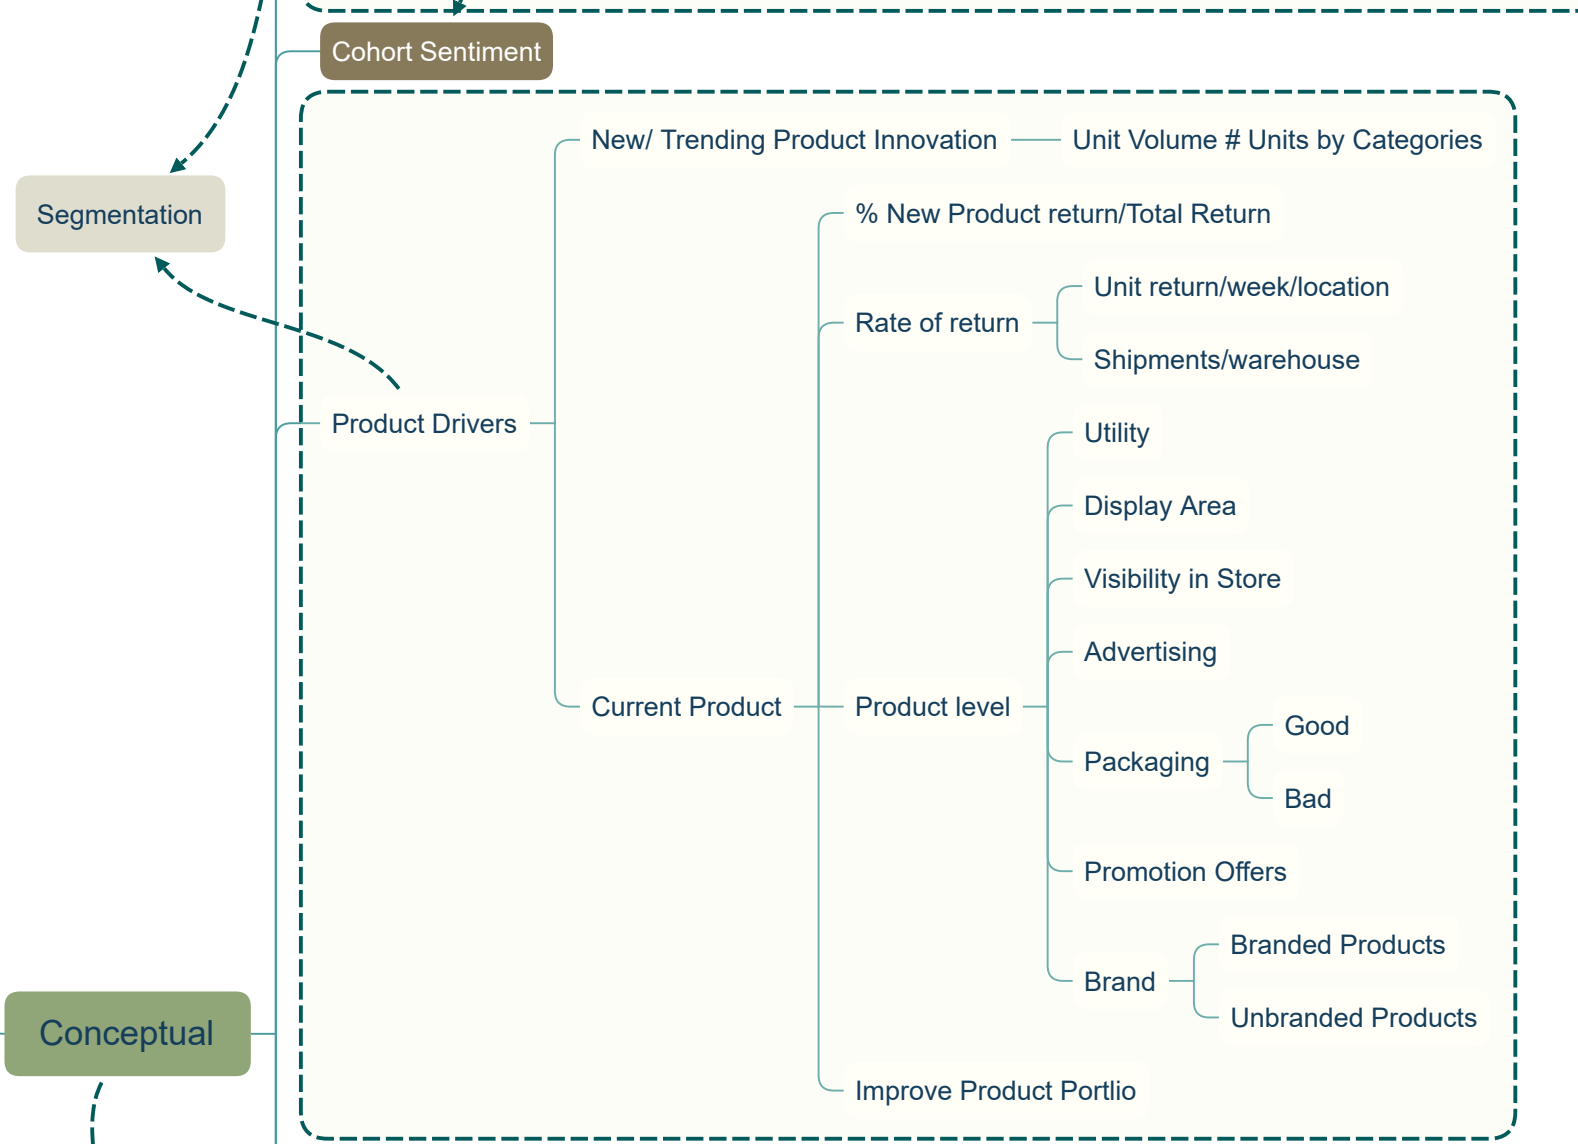 Cohort Sentiment
New/ Trending Product Innovation
Unit Volume # Units by Categories
Segmentation
% New Product return/Total Return
Unit return/week/location
Rate of return
Shipments/warehouse
Product Drivers
Utility
Display Area
Visibility in Store
Advertising
Current Product
Product level
Good
Packaging
Bad
Promotion Offers
Branded Products
Brand
Unbranded Products
Conceptual
Improve Product Portlio